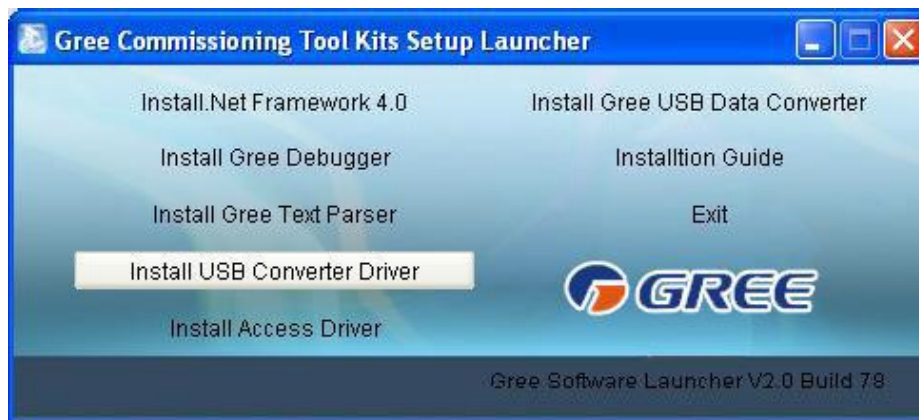 Gree Commissioning Tool Kits Setup Launcher
Install.Net Framework 4.0
Install Gree USB Data Converter
Install Gree Debugger
Installtion Guide
Install Gree Text Parser
Exit
Install USB Converter Driver
GREE
Install Access Driver
Gree Software Launcher V2.0 Build 78